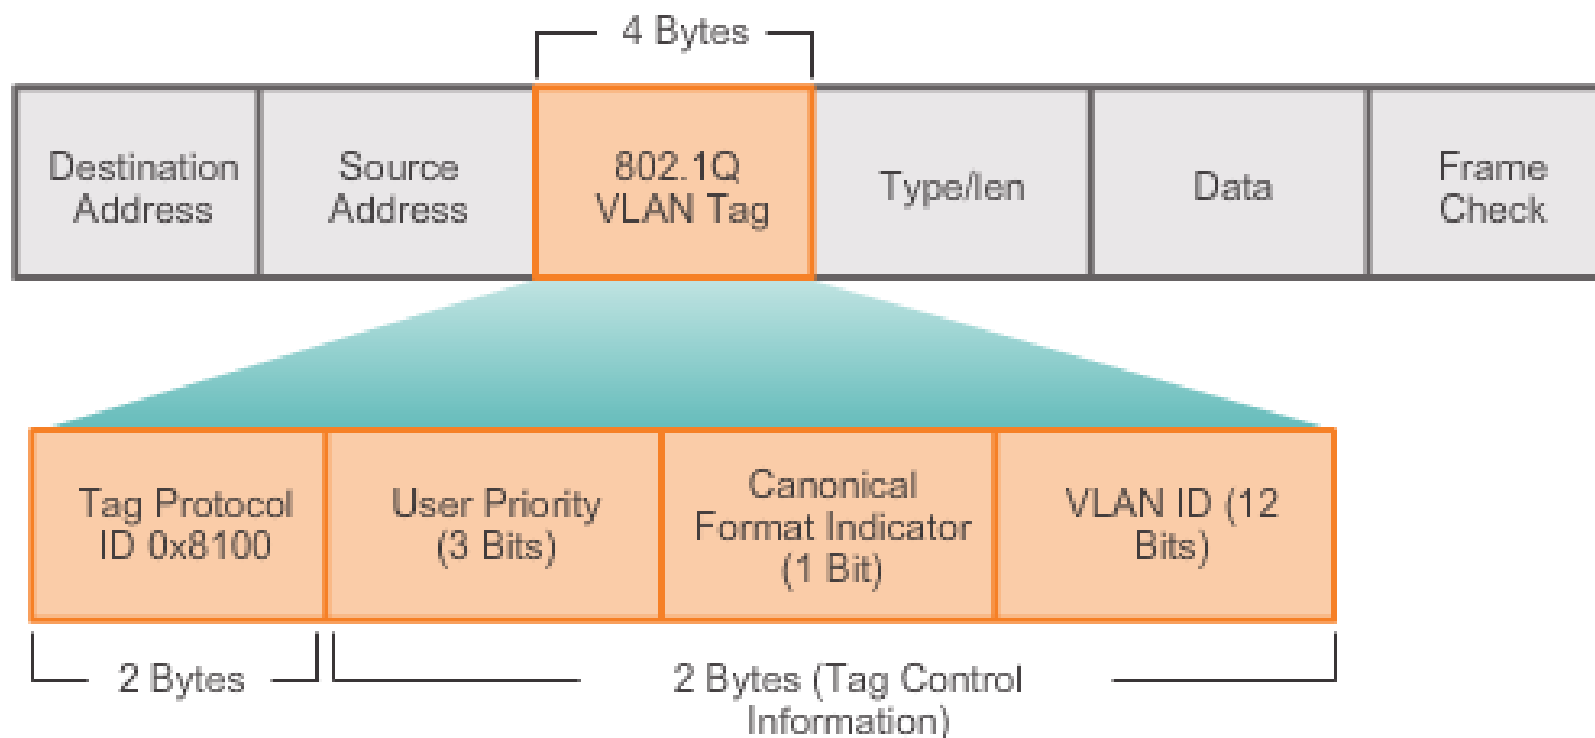 4 Bytes
Destination
Address
Source
Address
802.1Q
VLAN Tag
Type/len
Data
Frame
Check
Tag Protocol
ID 0x8100
User Priority
(3 Bits)
Canonical
Format Indicator
(1 Bit)
VLAN ID (12
Bits)
2 Bytes
2 Bytes (Tag Control
Information)